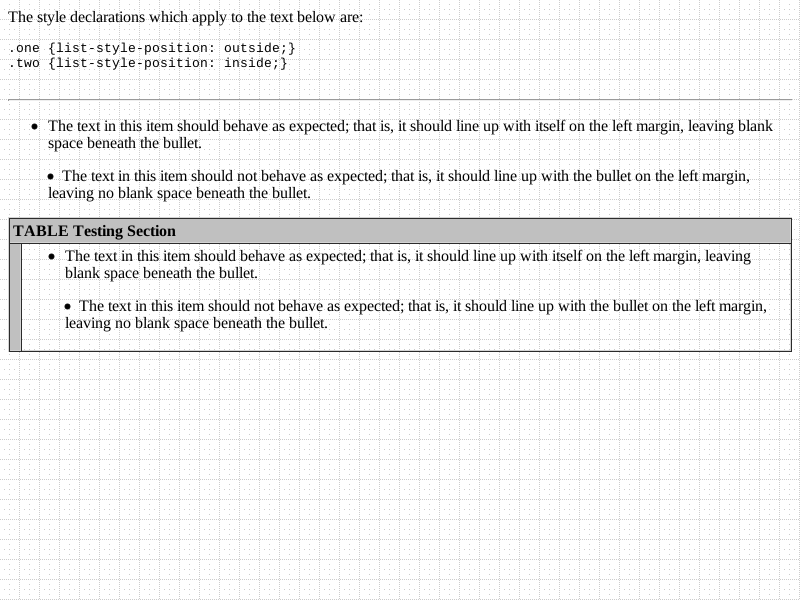 The style declarations which apply to the text below are:
.one {list-style-position: outside;}
.two {list-style-position: inside;}
• The text in this item should behave as expected; that is, it should line up with itself on the left margin, leaving blank
space beneath the bullet.
• The text in this item should not behave as expected; that is, it should line up with the bullet on the left margin,
leaving no blank space beneath the bullet.
TABLE Testing Section
• The text in this item should behave as expected; that is, it should line up with itself on the left margin, leaving
blank space beneath the bullet.
• The text in this item should not behave as expected; that is, it should line up with the bullet on the left margin,
leaving no blank space beneath the bullet.